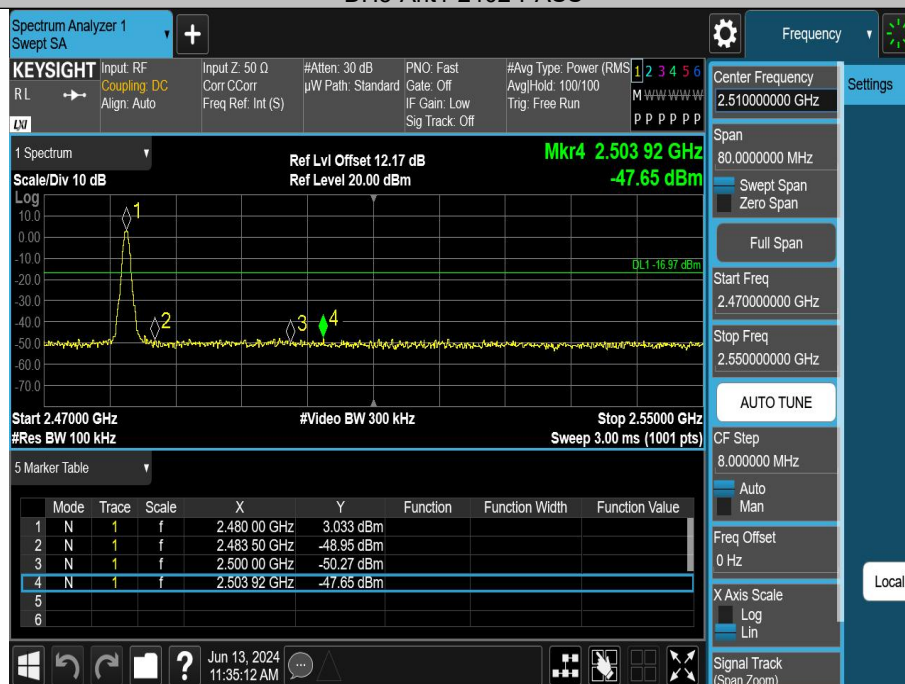 Spectrum Analyzer 1
Swept SA
Frequency
KEYSIGHT
RL
LXI
Input: RF
Coupling: DC
Align: Auto
Input Z: 50 Ω
Corr CCorr
Freq Ref: Int (S)
#Atten: 30 dB
µW Path: Standard
PNO: Fast
Gate: Off
IF Gain: Low
Sig Track: Off
#Avg Type: Power (RMS
Avg|Hold: 100/100
Trig: Free Run
1 2 3 4 5 6
M W W W W W
P P P P P P
1 Spectrum
Scale/Div 10 dB
Ref Lvl Offset 12.17 dB
Ref Level 20.00 dBm
Mkr4 2.503 92 GHz
-47.65 dBm
Log
10.0
0.00
-10.0
-20.0
-30.0
-40.0
-50.0
-60.0
-70.0
1
2
3
4
DL1 -16.97 dBm
Start 2.47000 GHz
#Video BW 300 kHz
Stop 2.55000 GHz
#Res BW 100 kHz
Sweep 3.00 ms (1001 pts)
5 Marker Table
Mode Trace Scale X Y Function Function Width Function Value
1 N 1 f 2.480 00 GHz 3.033 dBm
2 N 1 f 2.483 50 GHz -48.95 dBm
3 N 1 f 2.500 00 GHz -50.27 dBm
4 N 1 f 2.503 92 GHz -47.65 dBm
5
6
Jun 13, 2024
11:35:12 AM
Center Frequency
2.510000000 GHz
Settings
Span
80.0000000 MHz
Swept Span
Zero Span
Full Span
Start Freq
2.470000000 GHz
Stop Freq
2.550000000 GHz
AUTO TUNE
CF Step
8.000000 MHz
Auto
Man
Freq Offset
0 Hz
Local
X Axis Scale
Log
Lin
Signal Track
(Span Zoom)